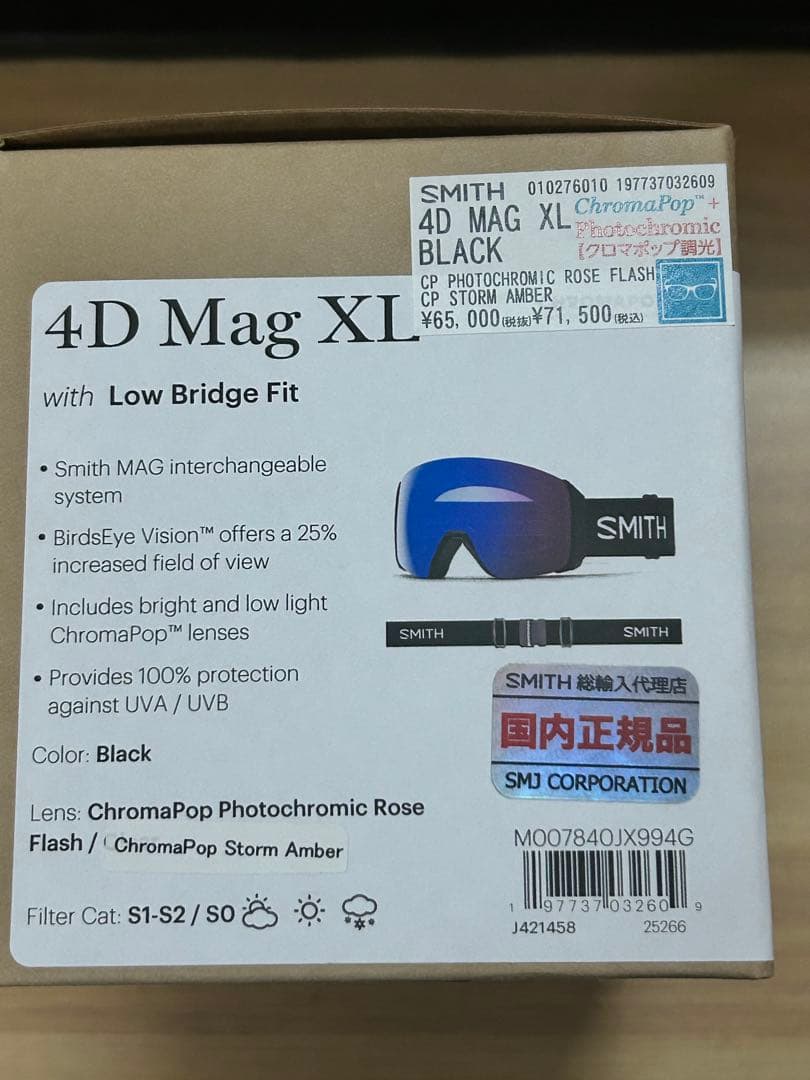 SMITH 010276010 197737032609
4D MAG XL ChromaPop™+
BLACK Photochromic
【クロマポップ調光】
CP PHOTOCHROMIC ROSE FLASH
CP STORM AMBER
¥65,000(税抜)¥71,500(税込)
4D Mag XL
with Low Bridge Fit
• Smith MAG interchangeable
system
• BirdsEye Vision™ offers a 25%
increased field of view
• Includes bright and low light
ChromaPop™ lenses
• Provides 100% protection
against UVA / UVB
Color: Black
Lens: ChromaPop Photochromic Rose
Flash / ChromaPop Storm Amber
Filter Cat: S1-S2 / S0
SMITH
SMITH SMITH
SMITH 総輸入代理店
国内正規品
SMJ CORPORATION
M007840JX994G
1 97737 03260 9
J421458 25266